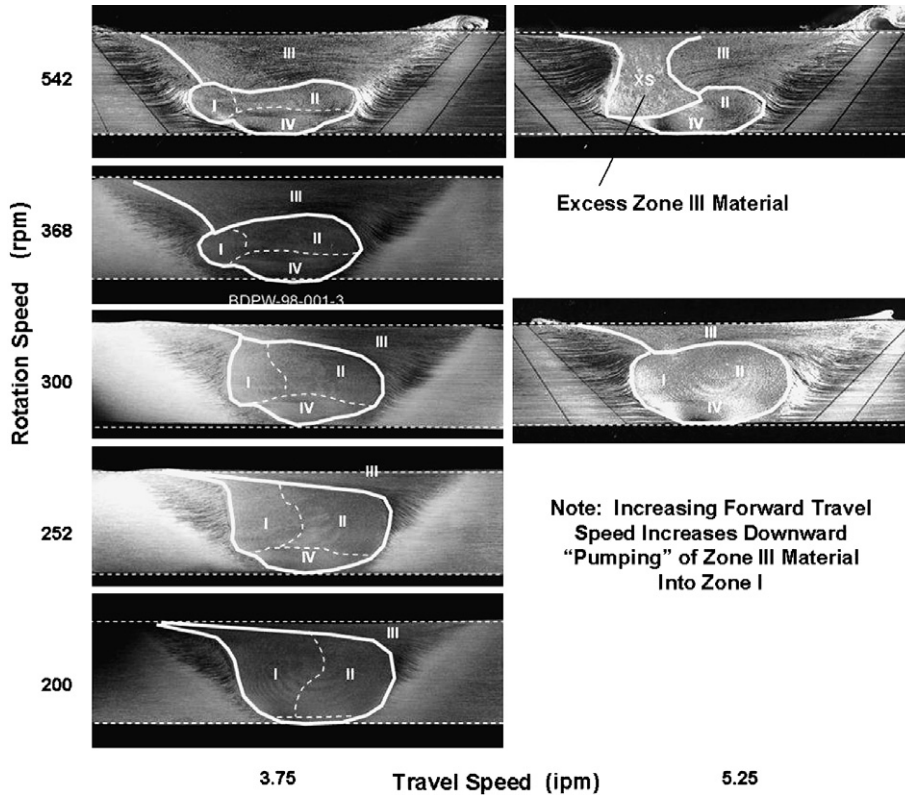 542
III
I
II
IV
III
XS
II
IV
Excess Zone III Material
368
III
I
II
IV
BDPW-98-001-3
300
III
I
II
IV
III
I
II
IV
252
III
I
II
IV
Note: Increasing Forward Travel
Speed Increases Downward
“Pumping” of Zone III Material
Into Zone I
200
III
I
II
Rotation Speed (rpm)
3.75
Travel Speed (ipm)
5.25